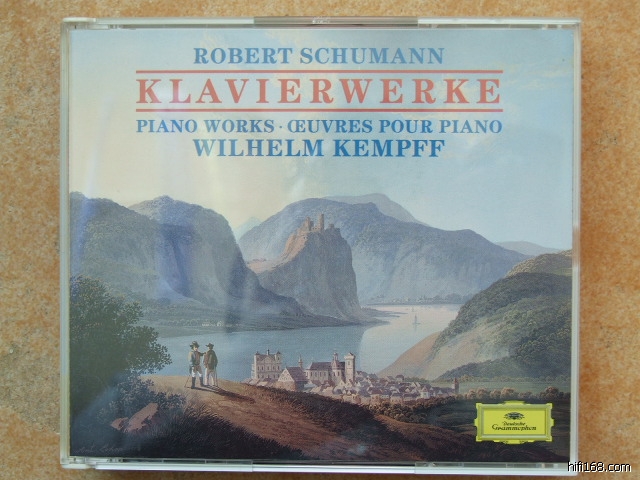 ROBERT SCHUMANN
KLAVIERWERKE
PIANO WORKS · ŒUVRES POUR PIANO
WILHELM KEMPFF
Deutsche
Grammophon
hifi168.com